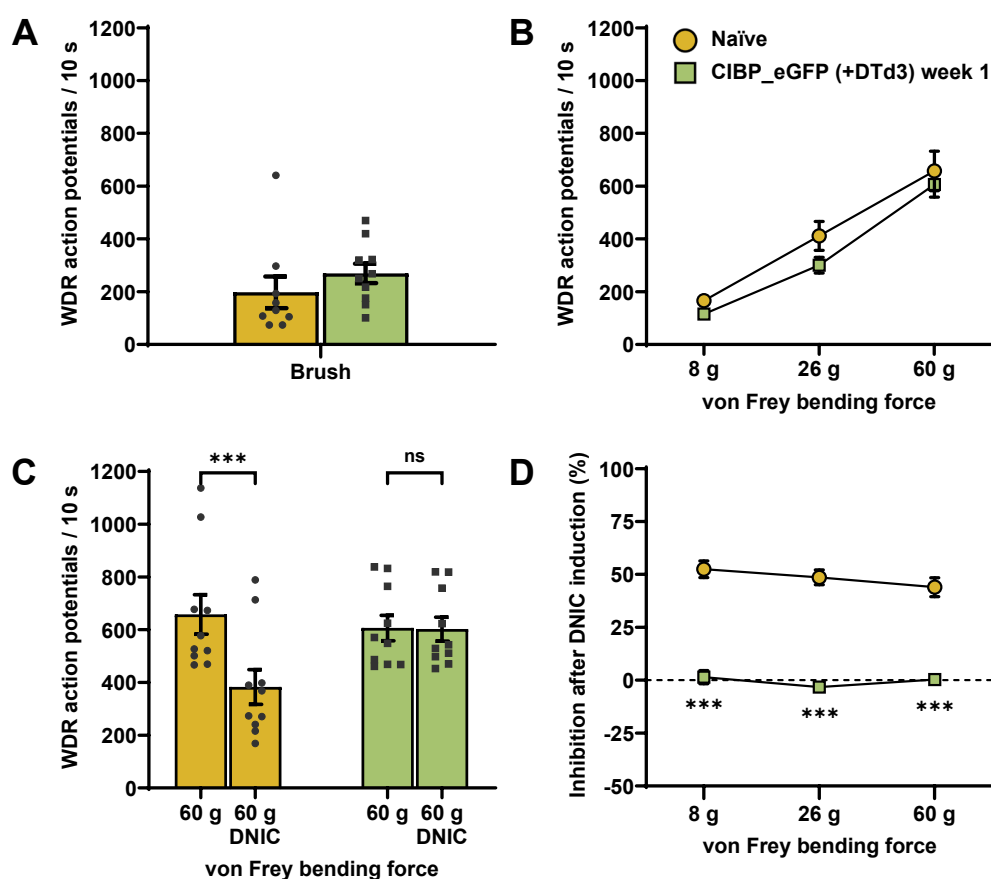 A
WDR action potentials / 10 s
1200
1000
800
600
400
200
0
Brush
B
WDR action potentials / 10 s
1200
1000
800
600
400
200
0
Naïve
CIBP_eGFP (+DTd3) week 1
8 g 26 g 60 g
von Frey bending force
C
WDR action potentials / 10 s
1200
1000
800
600
400
200
0
*** ns
60 g 60 g DNIC 60 g 60 g DNIC
von Frey bending force
D
Inhibition after DNIC induction (%)
100
75
50
25
0
-25
-50
*** *** ***
8 g 26 g 60 g
von Frey bending force